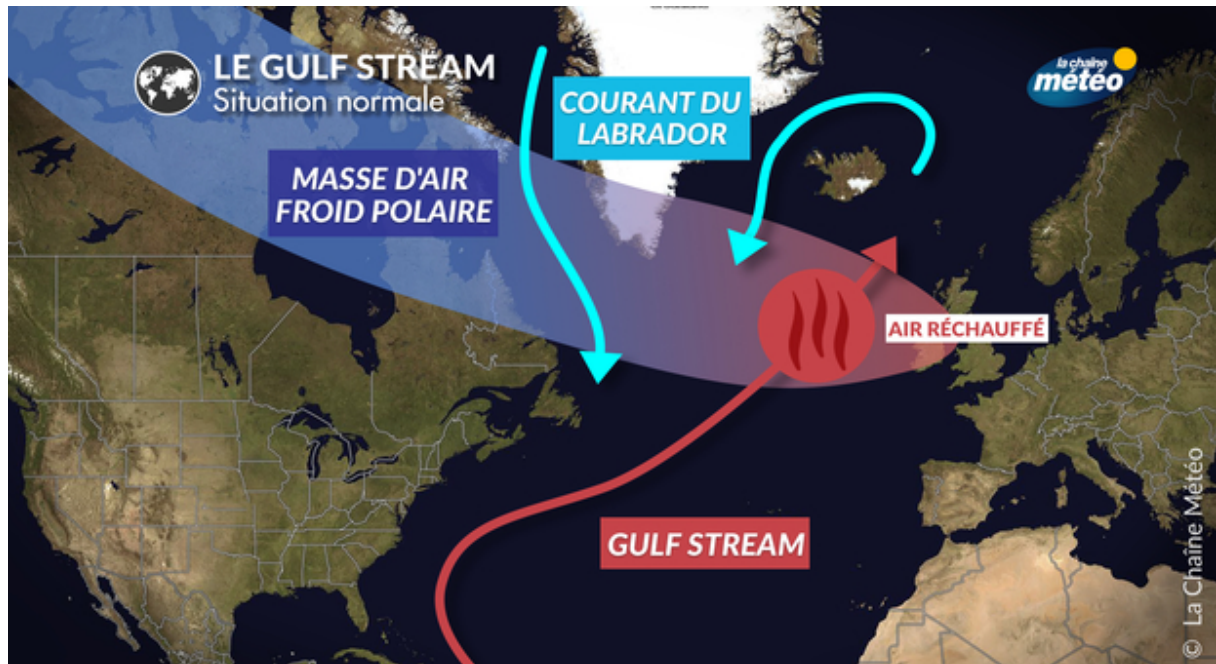 LE GULF STREAM
Situation normale
la chaîne
météo
COURANT DU
LABRADOR
MASSE D'AIR
FROID POLAIRE
AIR RÉCHAUFFÉ
GULF STREAM
© La Chaîne Météo